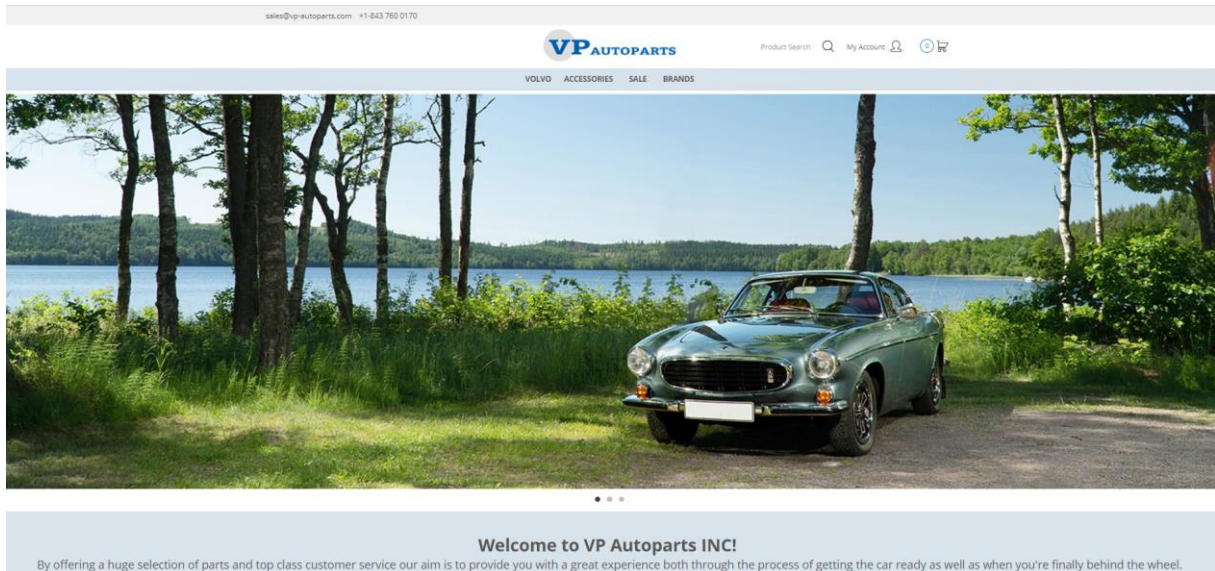 sales@vp-autoparts.com +1-843 760 0170
VP AUTOPARTS
Product Search My Account 0
VOLVO ACCESSORIES SALE BRANDS
Welcome to VP Autoparts INC!
By offering a huge selection of parts and top class customer service our aim is to provide you with a great experience both through the process of getting the car ready as well as when you're finally behind the wheel.